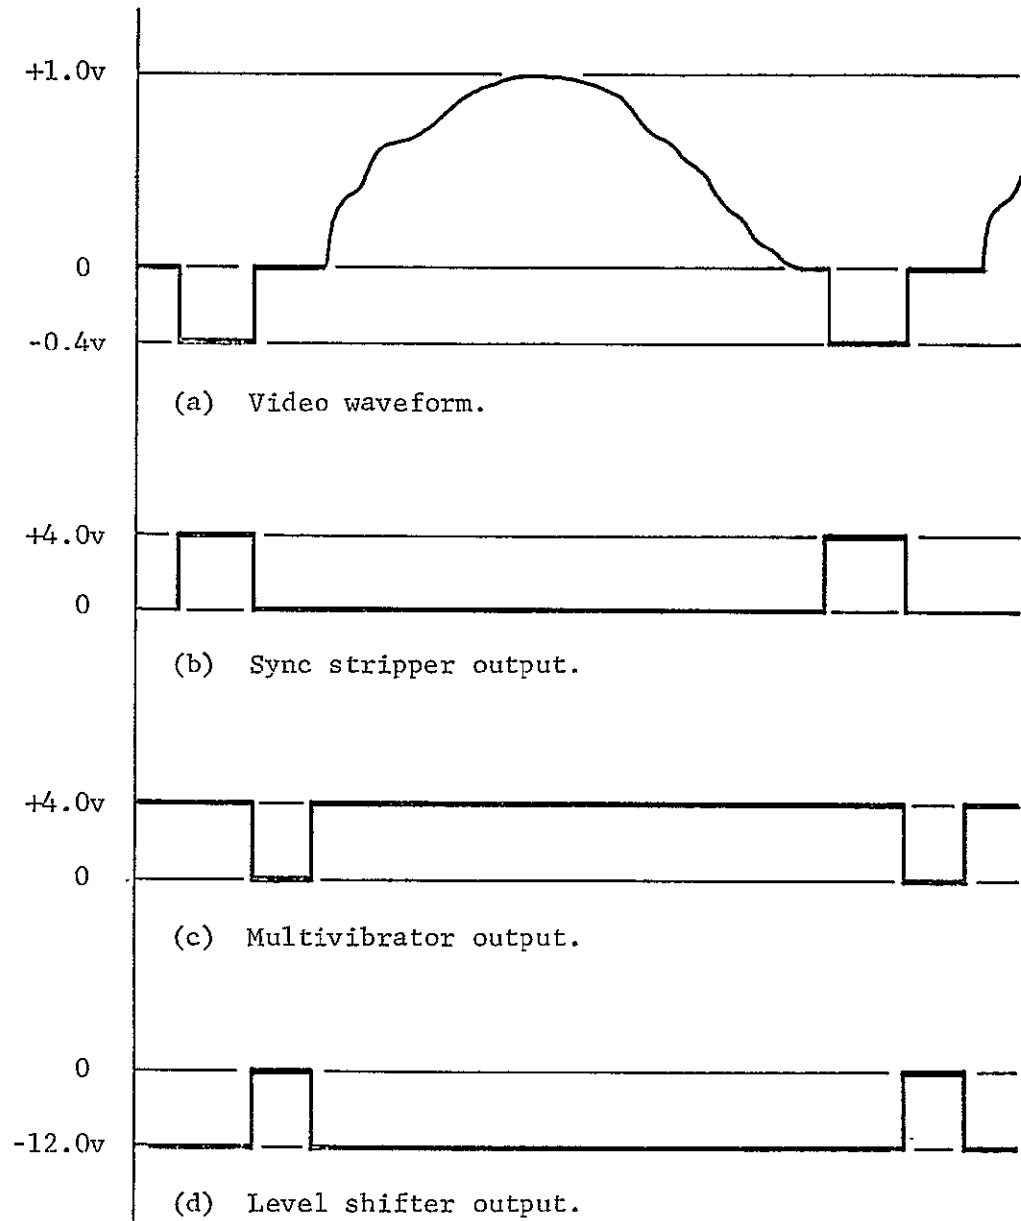 +1.0v
0
-0.4v
(a) Video waveform.
+4.0v
0
(b) Sync stripper output.
+4.0v
0
(c) Multivibrator output.
0
-12.0v
(d) Level shifter output.